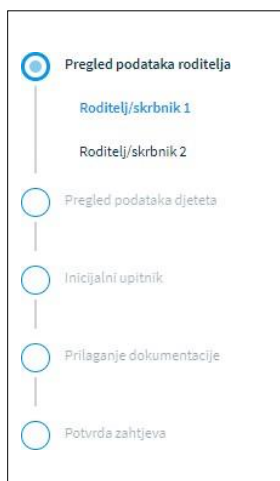 Pregled podataka roditelja
Roditelj/skrbnik 1
Roditelj/skrbnik 2
Pregled podataka djeteta
Inicijalni upitnik
Prilaganje dokumentacije
Potvrda zahtjeva